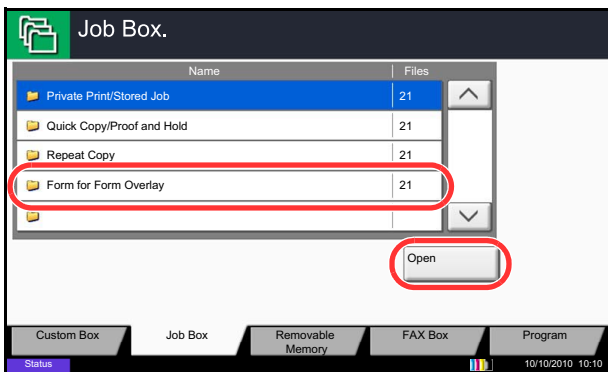 Job Box.
Name Files
Private Print/Stored Job 21
Quick Copy/Proof and Hold 21
Repeat Copy 21
Form for Form Overlay 21
Open
Custom Box Job Box Removable Memory FAX Box Program
Status 10/10/2010 10:10